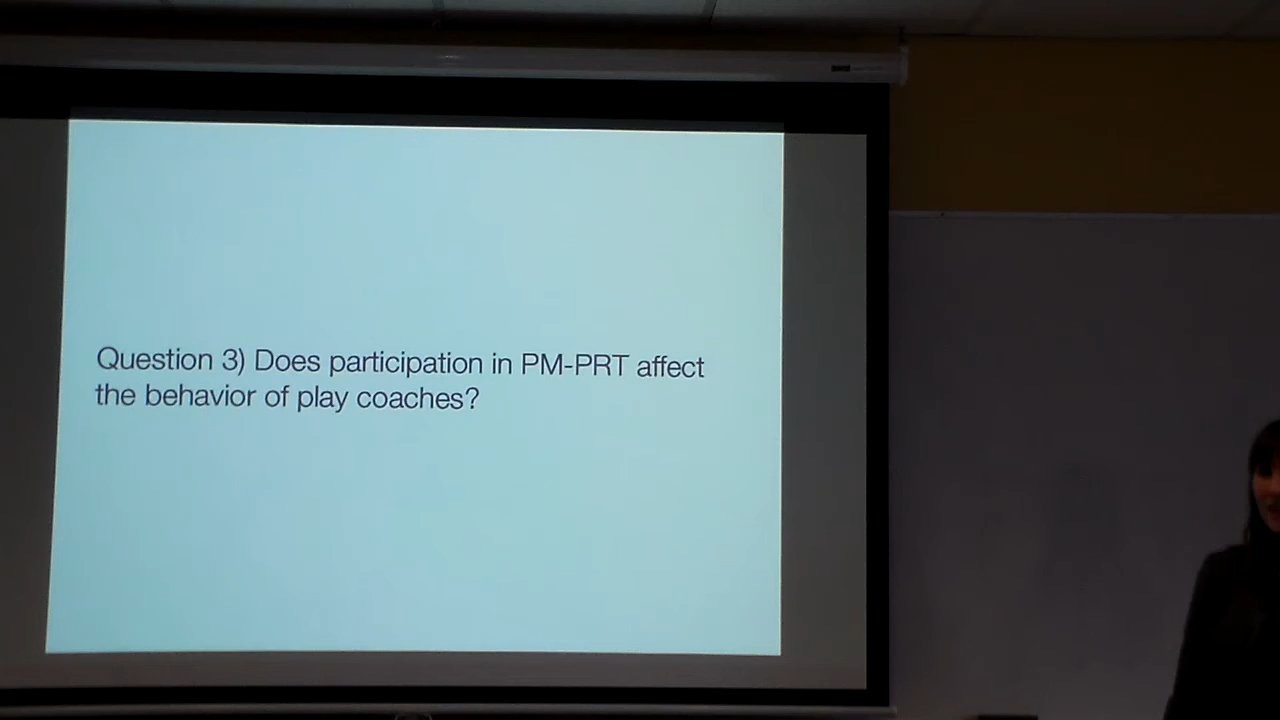 Question 3) Does participation in PM-PRT affect
the behavior of play coaches?